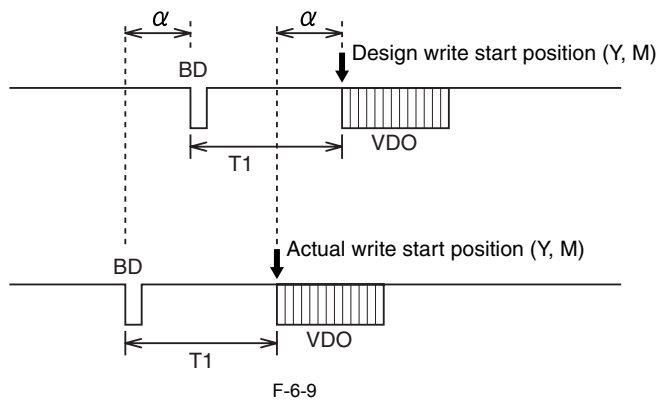 α α
Design write start position (Y, M)
BD
VDO
T1
Actual write start position (Y, M)
BD
VDO
T1
F-6-9